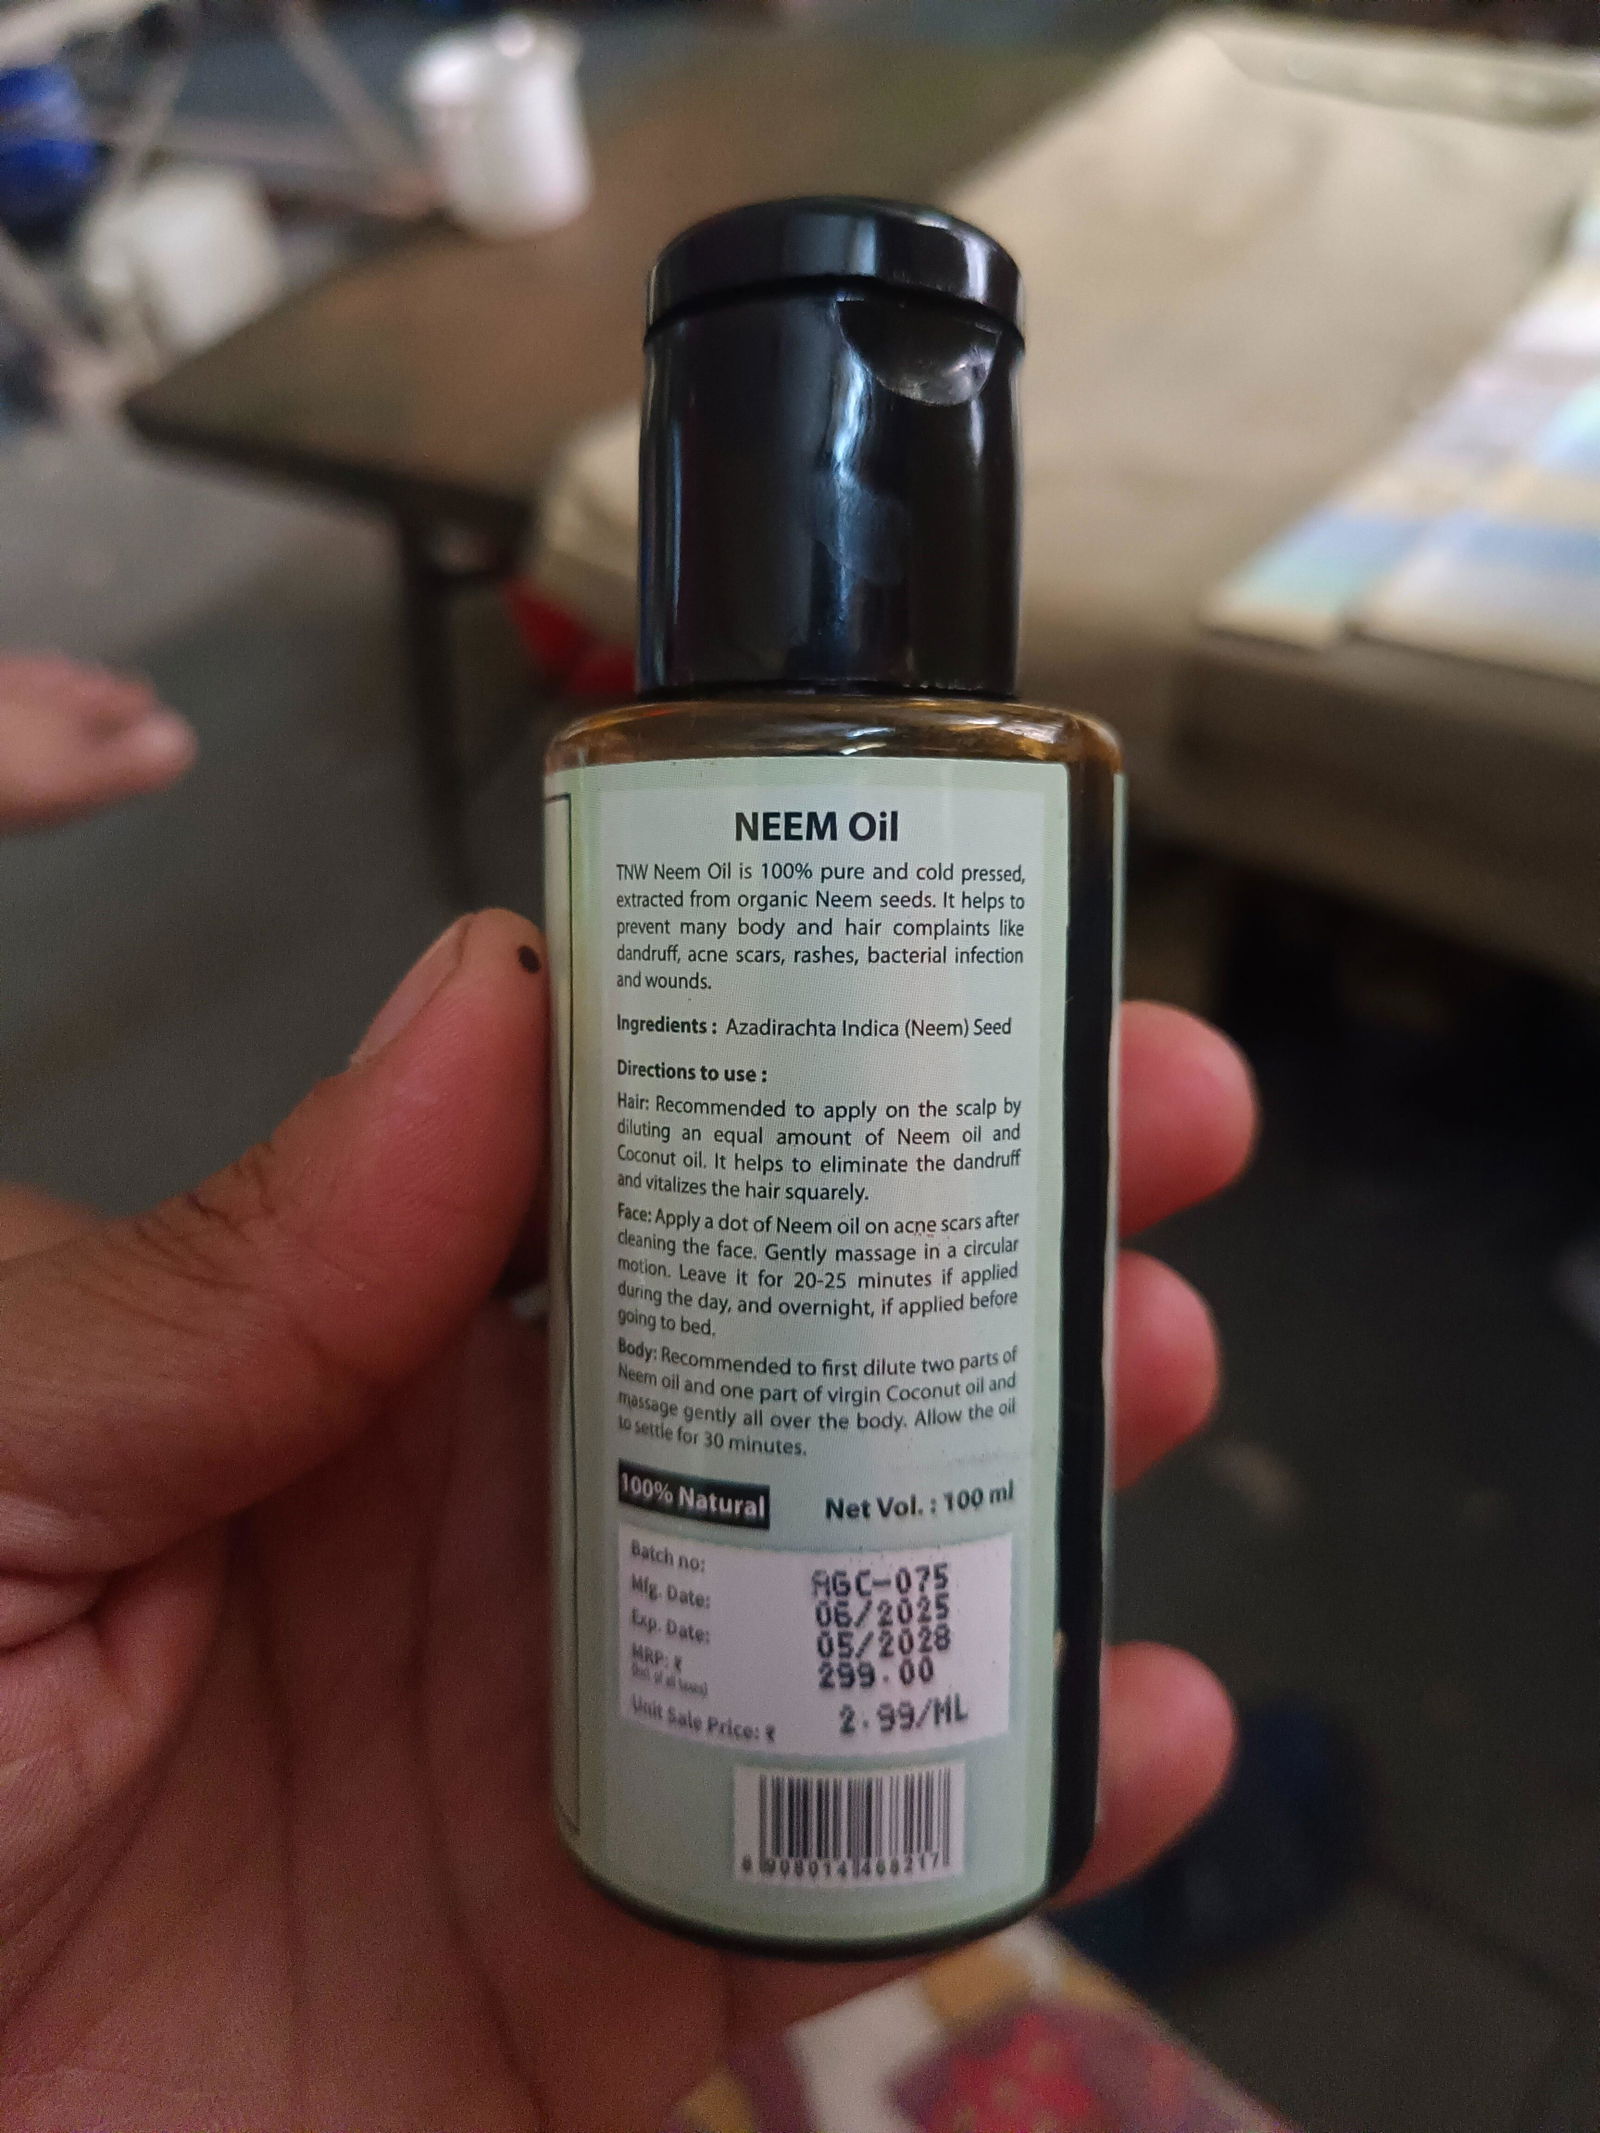 NEEM Oil
TNW Neem Oil is 100% pure and cold pressed,
extracted from organic Neem seeds. It helps to
prevent many body and hair complaints like
dandruff, acne scars, rashes, bacterial infection
and wounds.
Ingredients : Azadirachta Indica (Neem) Seed
Directions to use :
Hair: Recommended to apply on the scalp by
diluting an equal amount of Neem oil and
Coconut oil. It helps to eliminate the dandruff
and vitalizes the hair squarely.
Face: Apply a dot of Neem oil on acne scars after
cleaning the face. Gently massage in a circular
motion. Leave it for 20-25 minutes if applied
during the day, and overnight, if applied before
going to bed.
Body: Recommended to first dilute two parts of
Neem oil and one part of virgin Coconut oil and
massage gently all over the body. Allow the oil
to settle for 30 minutes.
100% Natural Net Vol. : 100 ml
Batch no: AGC-075
Mfg. Date: 06/2025
Exp. Date: 05/2028
MRP: ₹ 299.00
(Incl. of all taxes)
Unit Sale Price: ₹ 2.99/ML